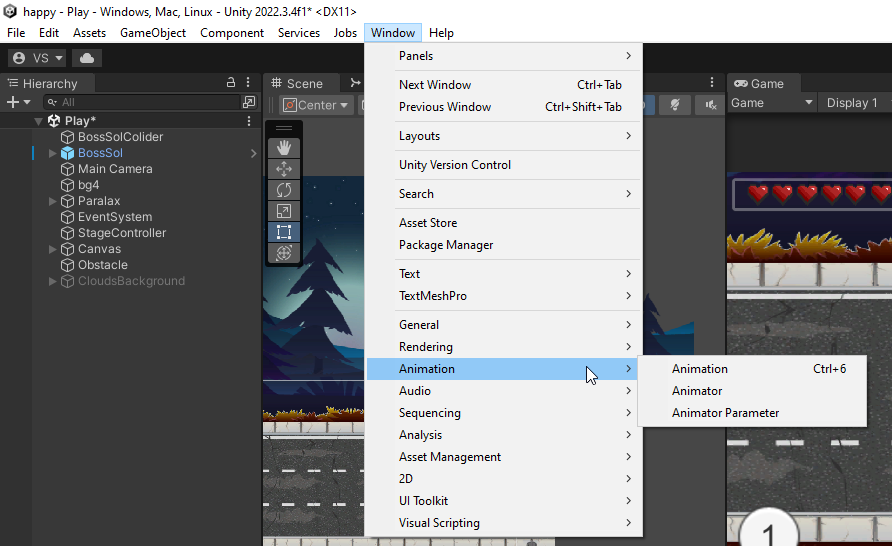 happy - Play - Windows, Mac, Linux - Unity 2022.3.4f1* <DX11>
File Edit Assets GameObject Component Services Jobs Window Help
VS
Hierarchy
All
Play*
BossSolColider
BossSol
Main Camera
bg4
Paralax
EventSystem
StageController
Canvas
Obstacle
CloudsBackground
Scene
Center
Panels
Next Window Ctrl+Tab
Previous Window Ctrl+Shift+Tab
Layouts
Unity Version Control
Search
Asset Store
Package Manager
Text
TextMeshPro
General
Rendering
Animation
Audio
Sequencing
Analysis
Asset Management
2D
UI Toolkit
Visual Scripting
Animation Ctrl+6
Animator
Animator Parameter
Game
Game Display 1
1